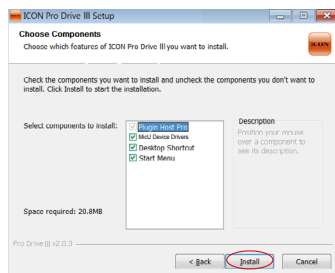 ICON Pro Drive III Setup
Choose Components
Choose which features of ICON Pro Drive III you want to install.
ICON
Check the components you want to install and uncheck the components you don't want to
install. Click Install to start the installation.
Select components to install:
Plugin Host Pro
MCU Device Drivers
Desktop Shortcut
Start Menu
Description
Position your mouse
over a component to
see its description.
Space required: 20.8MB
Pro Drive III v2.0.3
< Back
Install
Cancel